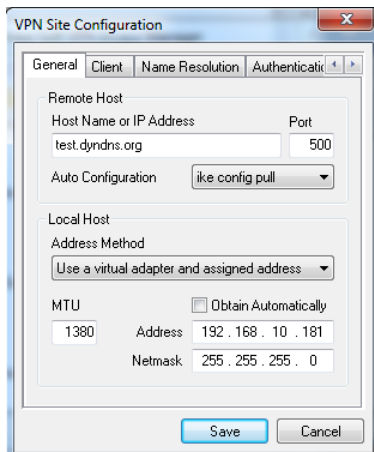 VPN Site Configuration
General Client Name Resolution
Remote Host
Host Name or IP Address Port
test.dyndns.org 500
Auto Configuration ike config pull
Local Host
Address Method
Use a virtual adapter and assigned address
MTU Obtain Automatically
1380 Address 192 . 168 . 10 . 181
Netmask 255 . 255 . 255 . 0
Save Cancel